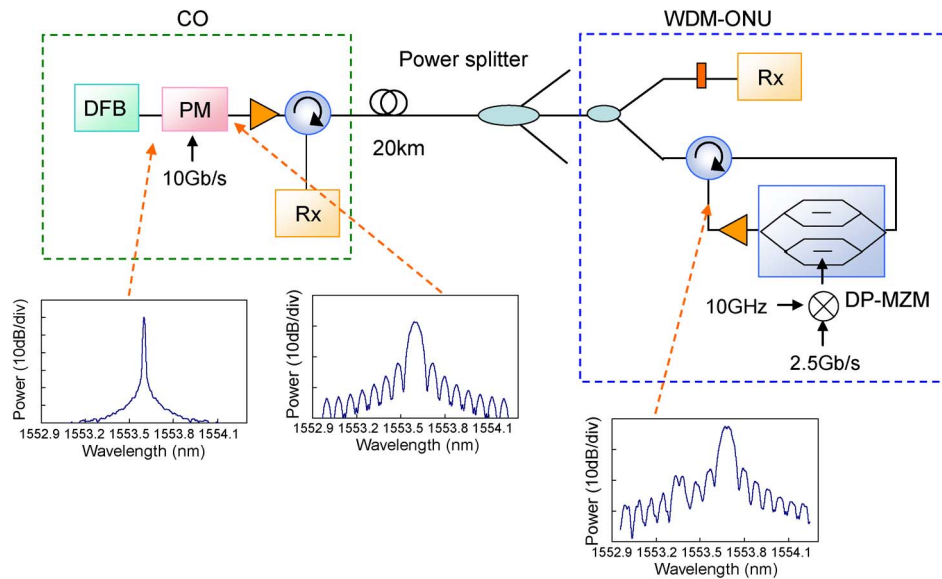 CO
WDM-ONU
Power splitter
DFB
PM
Rx
20km
10Gb/s
Rx
10GHz
DP-MZM
2.5Gb/s
Power (10dB/div)
1552.9 1553.2 1553.6 1553.8 1554.1
Wavelength (nm)
Power (10dB/div)
1552.9 1553.2 1553.6 1553.8 1554.1
Wavelength (nm)
Power (10dB/div)
1552.9 1553.2 1553.6 1553.8 1554.1
Wavelength (nm)